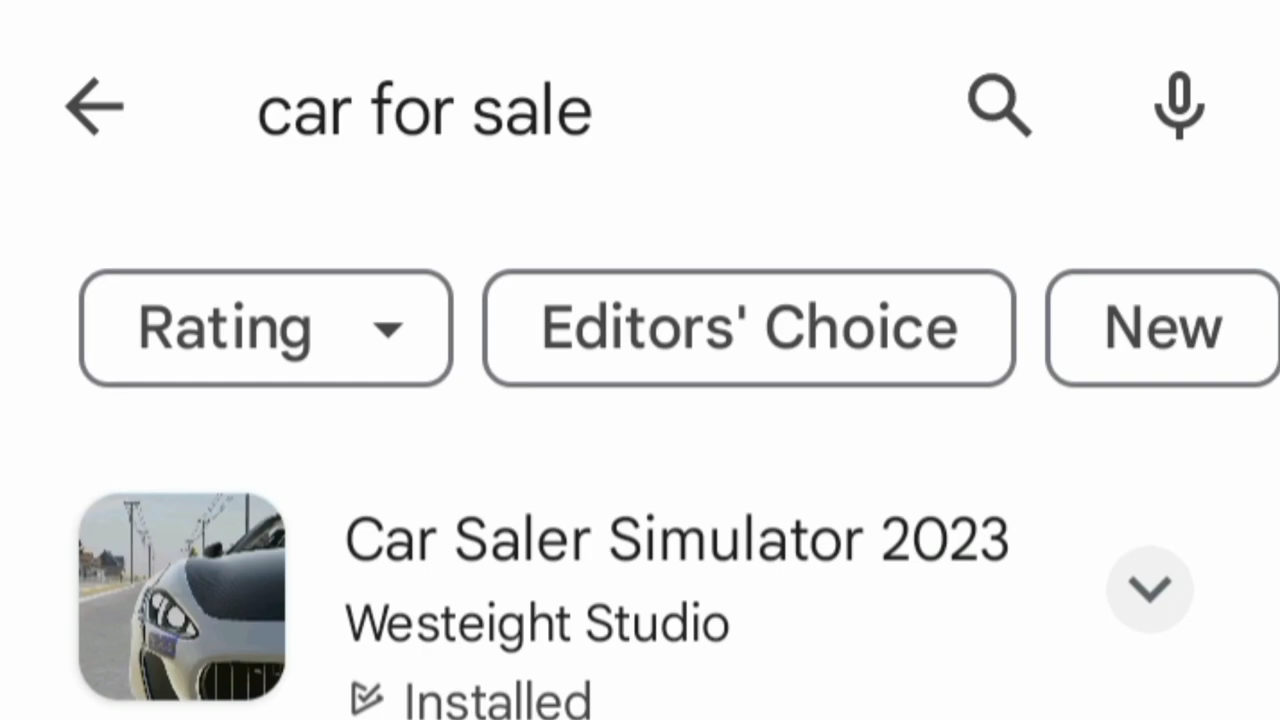 car for sale
Rating
Editors' Choice
New
Car Saler Simulator 2023
Westeight Studio
Installed